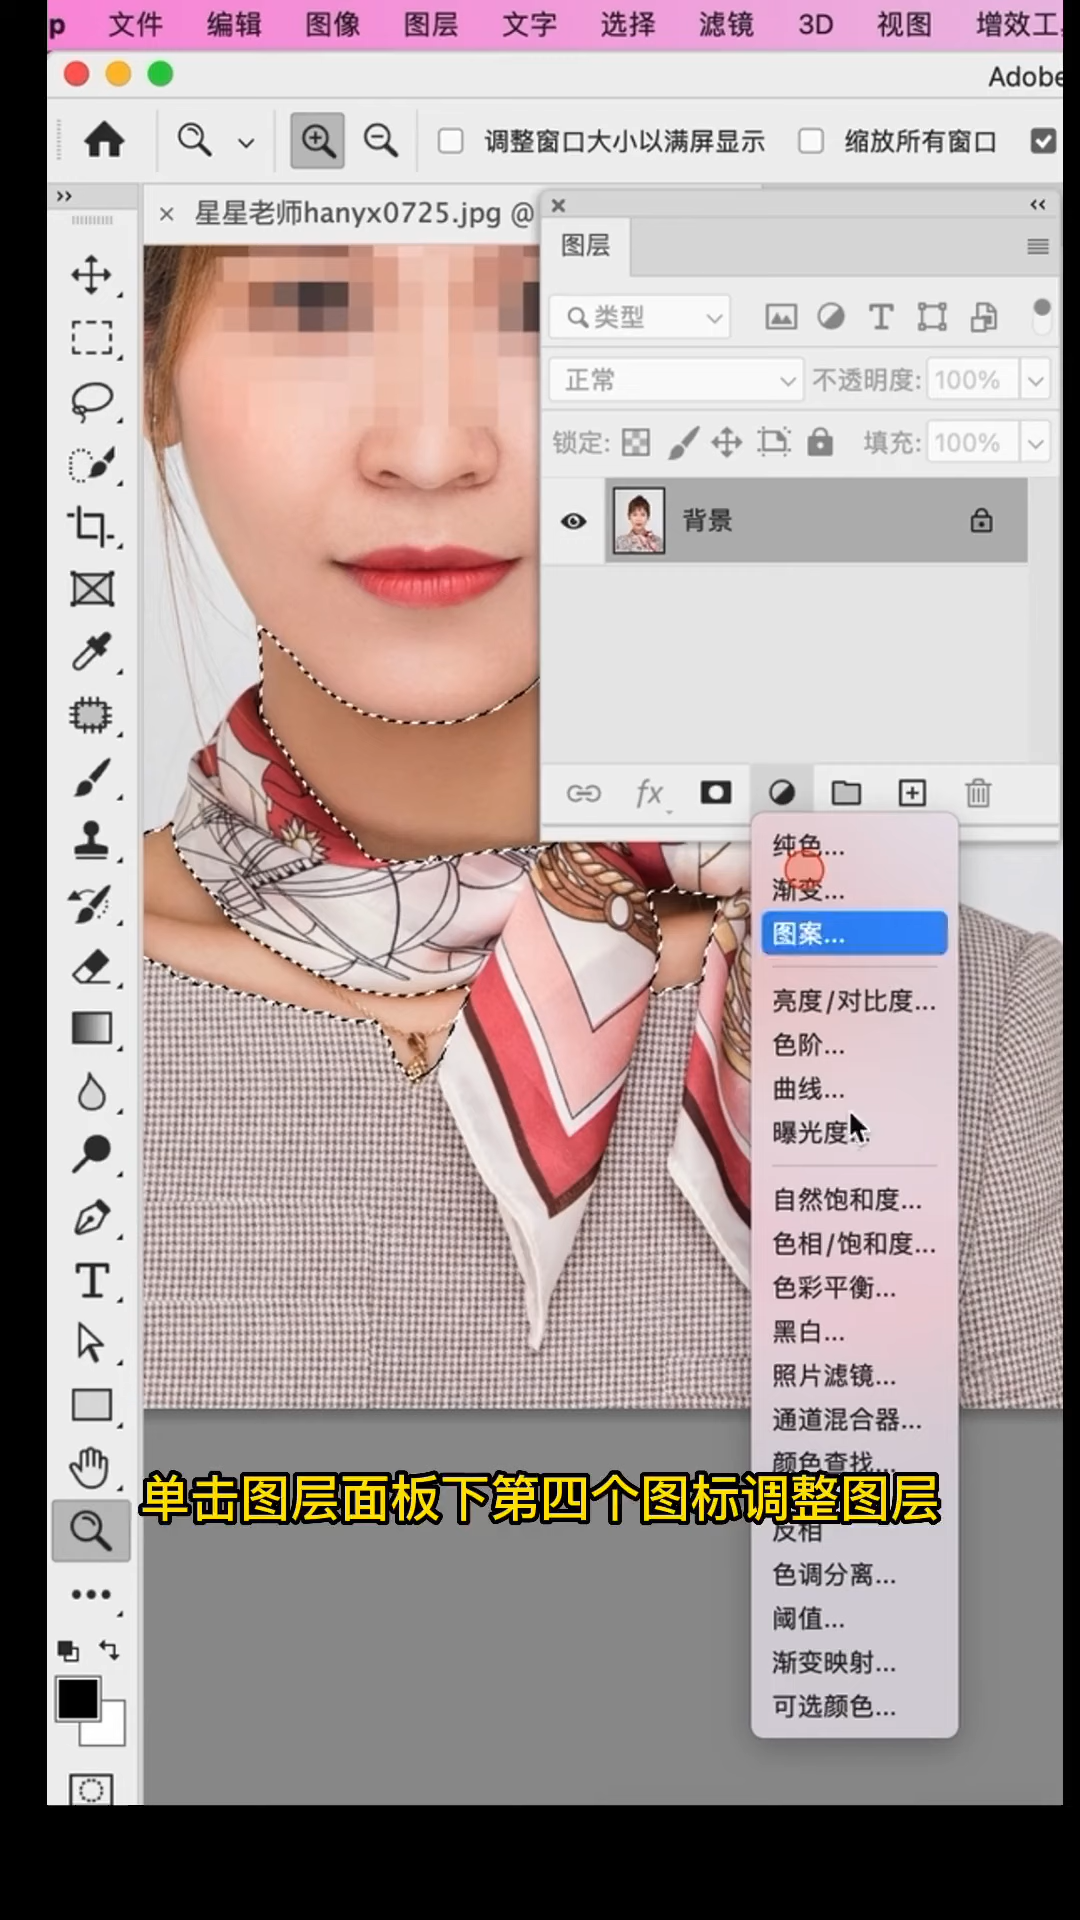 p 文件 编辑 图像 图层 文字 选择 滤镜 3D 视图 增效工
Adobe
调整窗口大小以满屏显示 缩放所有窗口
× 星星老师hanyx0725.jpg @
图层
类型
正常 不透明度: 100%
锁定: 填充: 100%
背景
fx
纯色...
渐变...
图案...
亮度/对比度...
色阶...
曲线...
曝光度...
自然饱和度...
色相/饱和度...
色彩平衡...
黑白...
照片滤镜...
通道混合器...
颜色查找...
单击图层面板下第四个图标调整图层
反相
色调分离...
阈值...
渐变映射...
可选颜色...